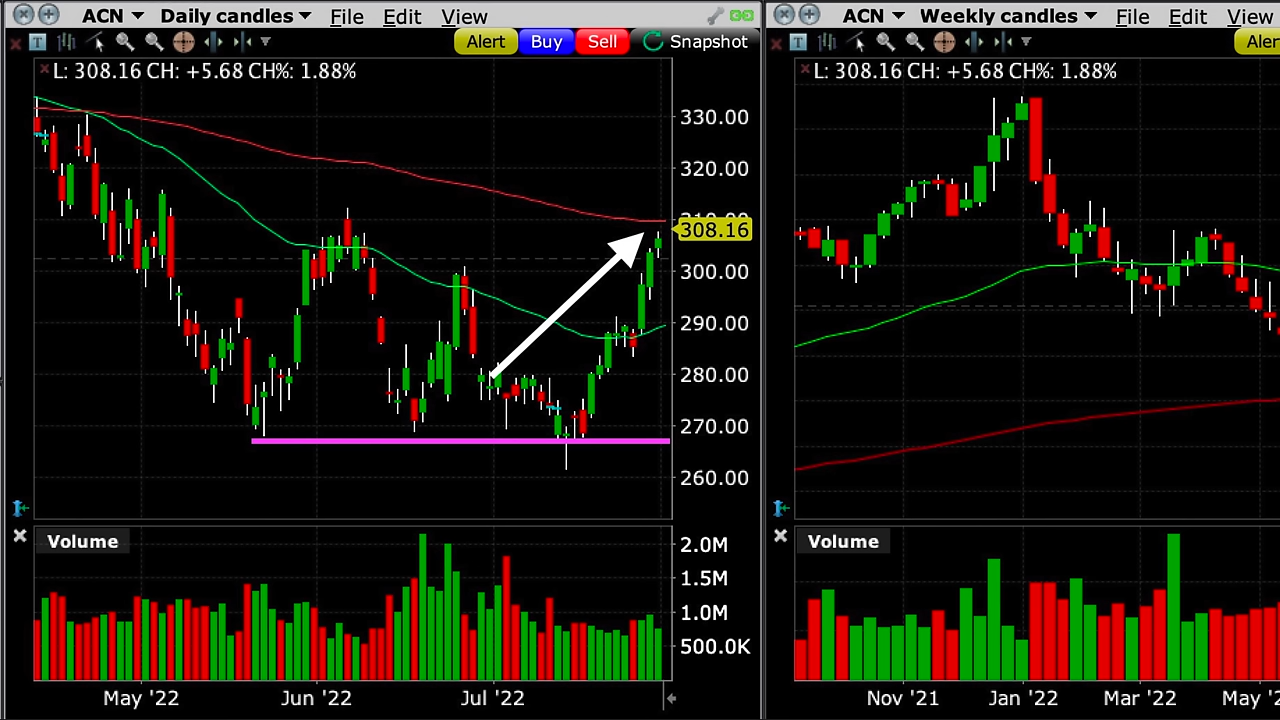 ACN Daily candles File Edit View
T Alert Buy Sell Snapshot
L: 308.16 CH: +5.68 CH%: 1.88%
330.00
320.00
308.16
300.00
290.00
280.00
270.00
260.00
Volume
2.0M
1.5M
1.0M
500.0K
May '22 Jun '22 Jul '22
ACN Weekly candles File Edit View
T Aler
L: 308.16 CH: +5.68 CH%: 1.88%
Volume
Nov '21 Jan '22 Mar '22 May '2